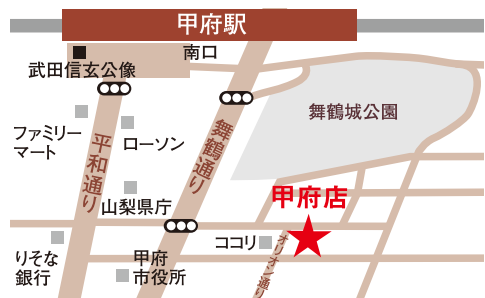 甲府駅
南口
武田信玄公像
舞鶴城公園
ファミリー
マート
ローソン
平和通り
舞鶴通り
山梨県庁
甲府店
ココリ
オリオン通り
りそな
銀行
甲府
市役所